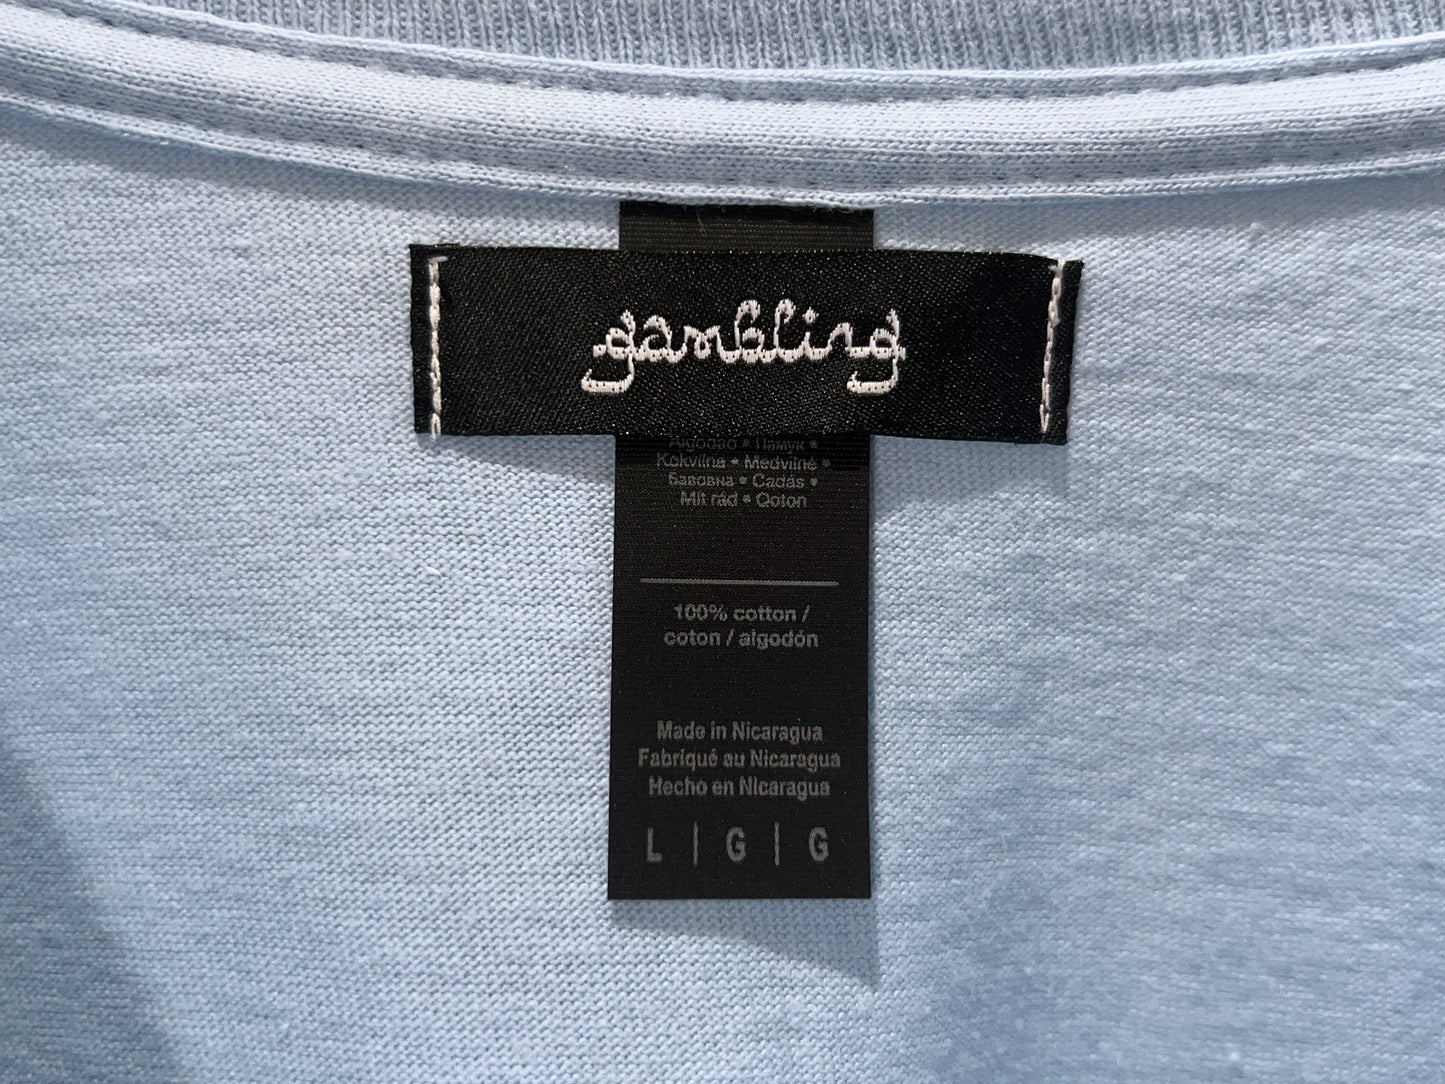 gambling
Algodão • Памук •
Kokvilna • Medvilnė •
Бавовна • Cadás •
Mit rád • Qoton
100% cotton /
coton / algodón
Made in Nicaragua
Fabriqué au Nicaragua
Hecho en Nicaragua
L | G | G